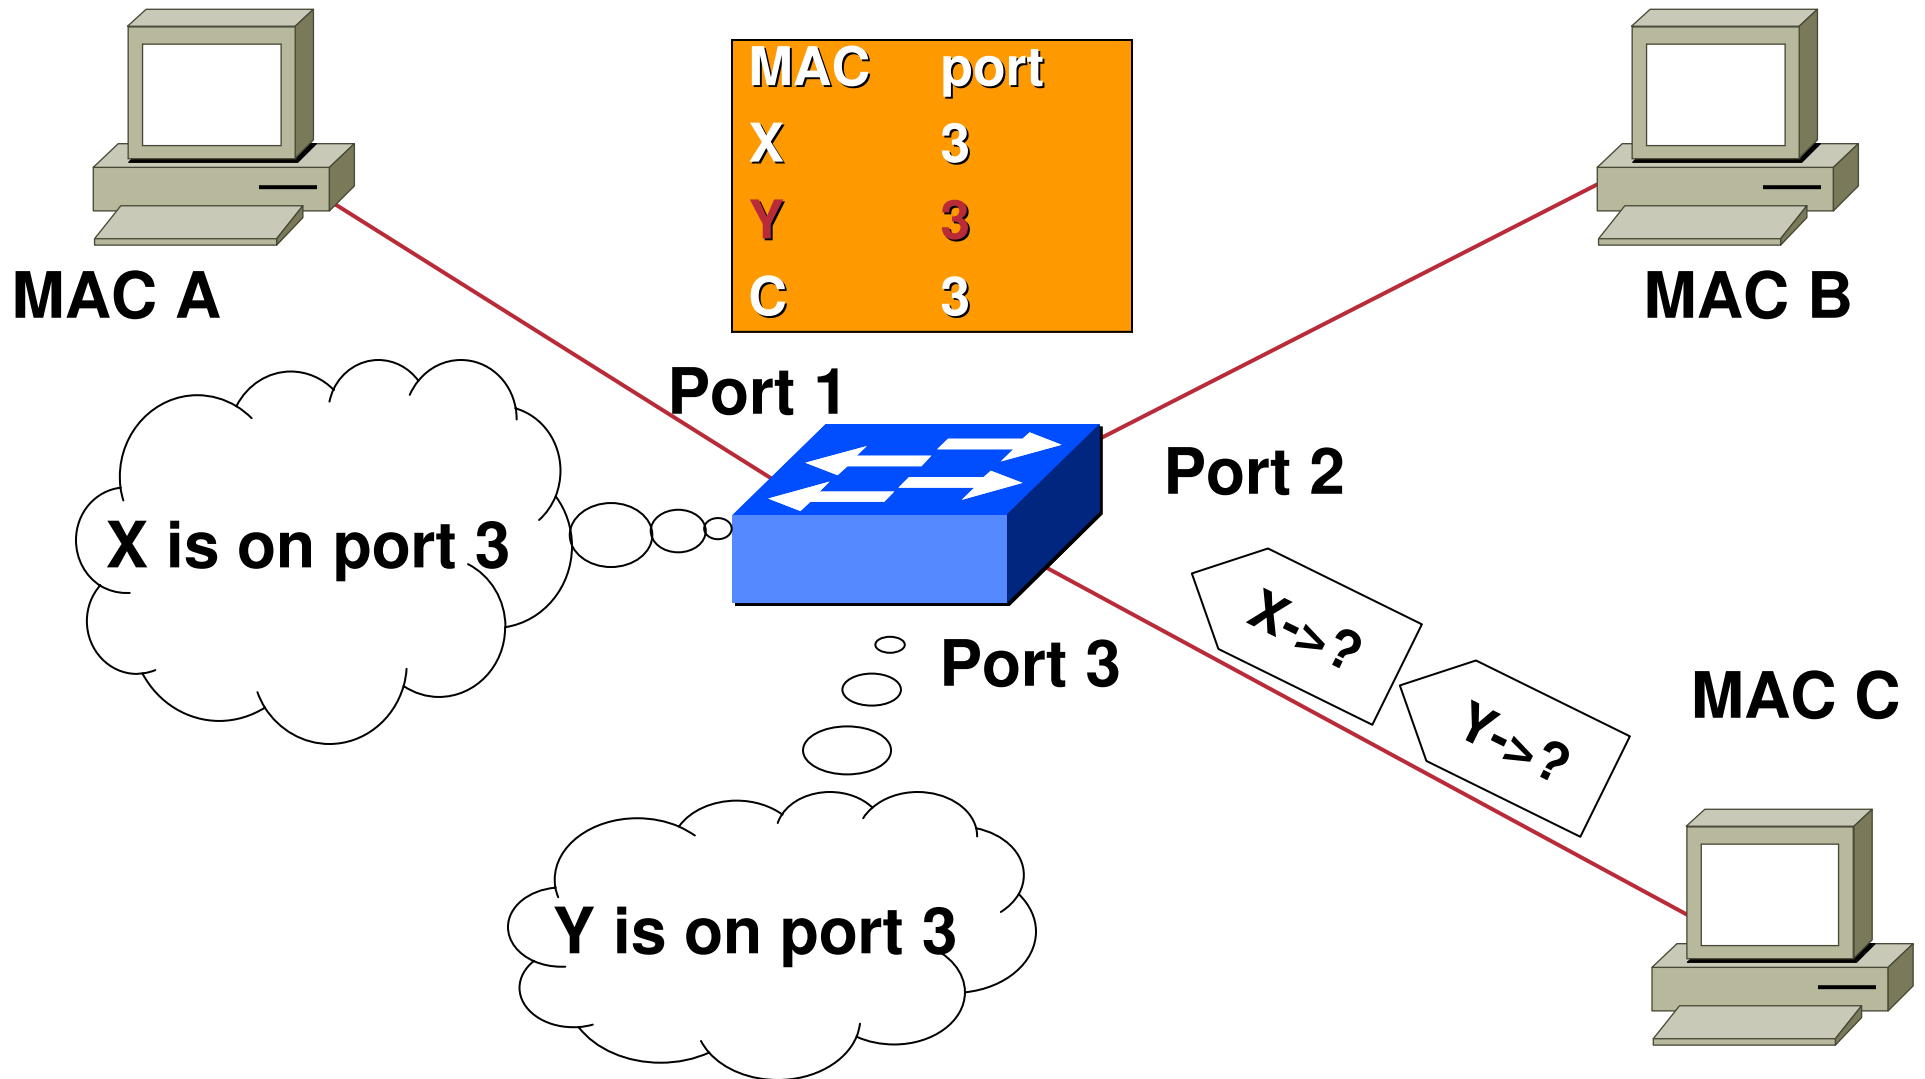 MAC port
X 3
Y 3
C 3
MAC A
MAC B
Port 1
Port 2
X is on port 3
X->?
Port 3
Y->?
MAC C
Y is on port 3